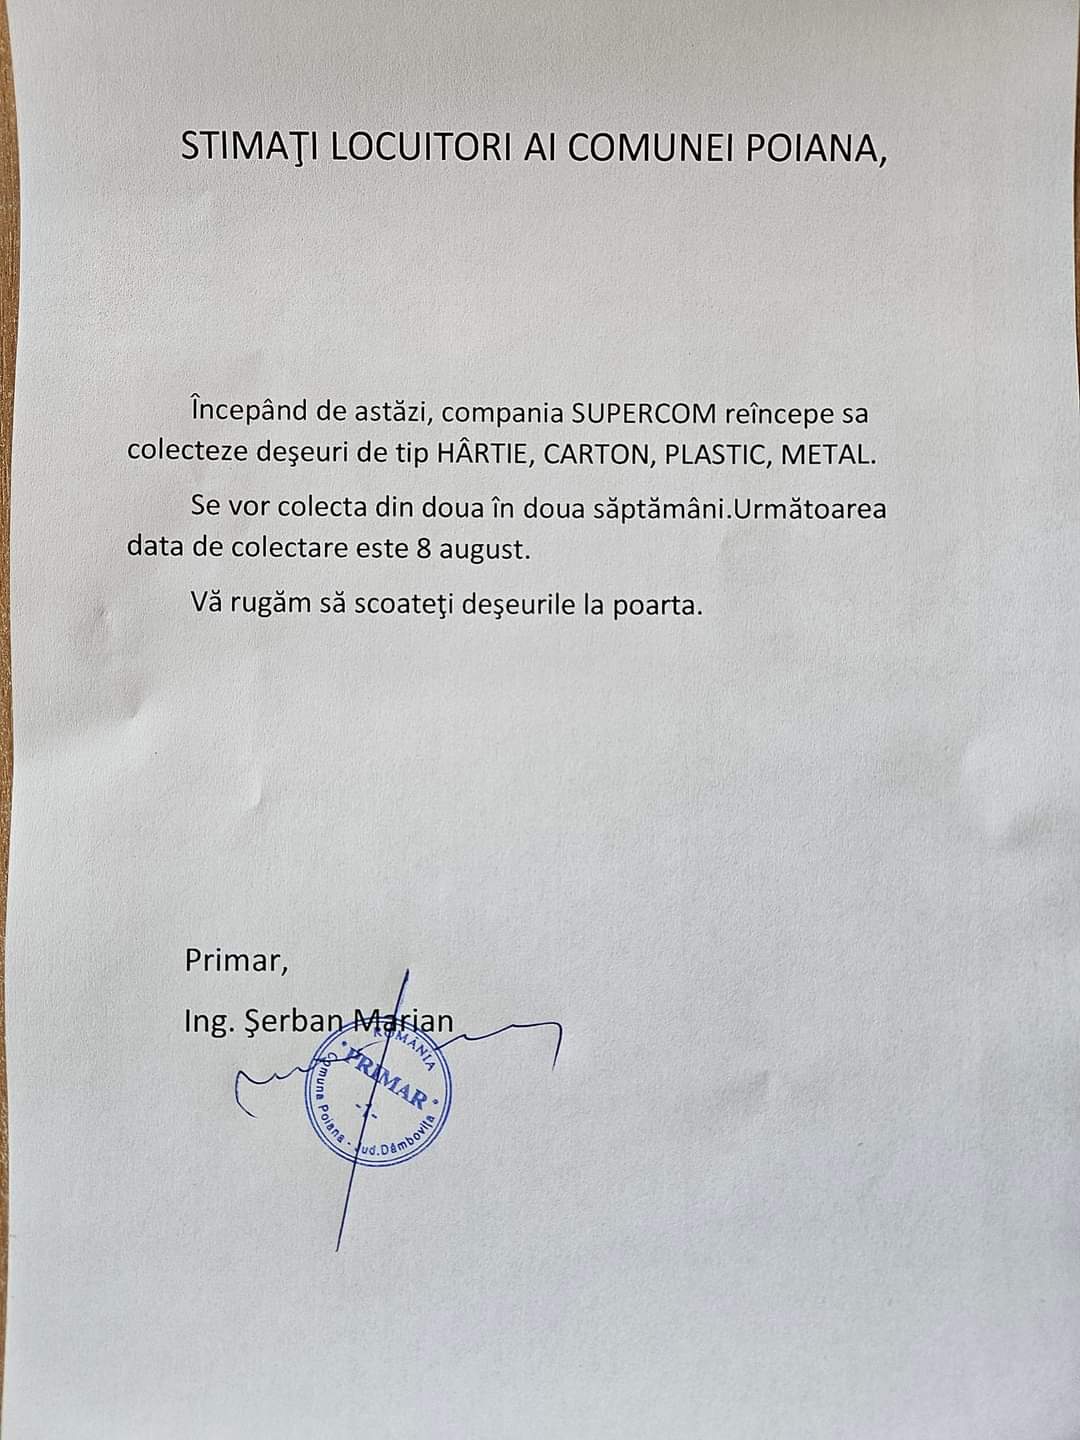 STIMAŢI LOCUITORI AI COMUNEI POIANA,
Începând de astăzi, compania SUPERCOM reîncepe sa
colecteze deşeuri de tip HÂRTIE, CARTON, PLASTIC, METAL.
Se vor colecta din doua în doua săptămâni.Următoarea
data de colectare este 8 august.
Vă rugăm să scoateţi deşeurile la poarta.
Primar,
Ing. Şerban Marian
ROMÂNIA
PRIMAR
-1-
Comuna Poiana - Jud.Dâmboviţa